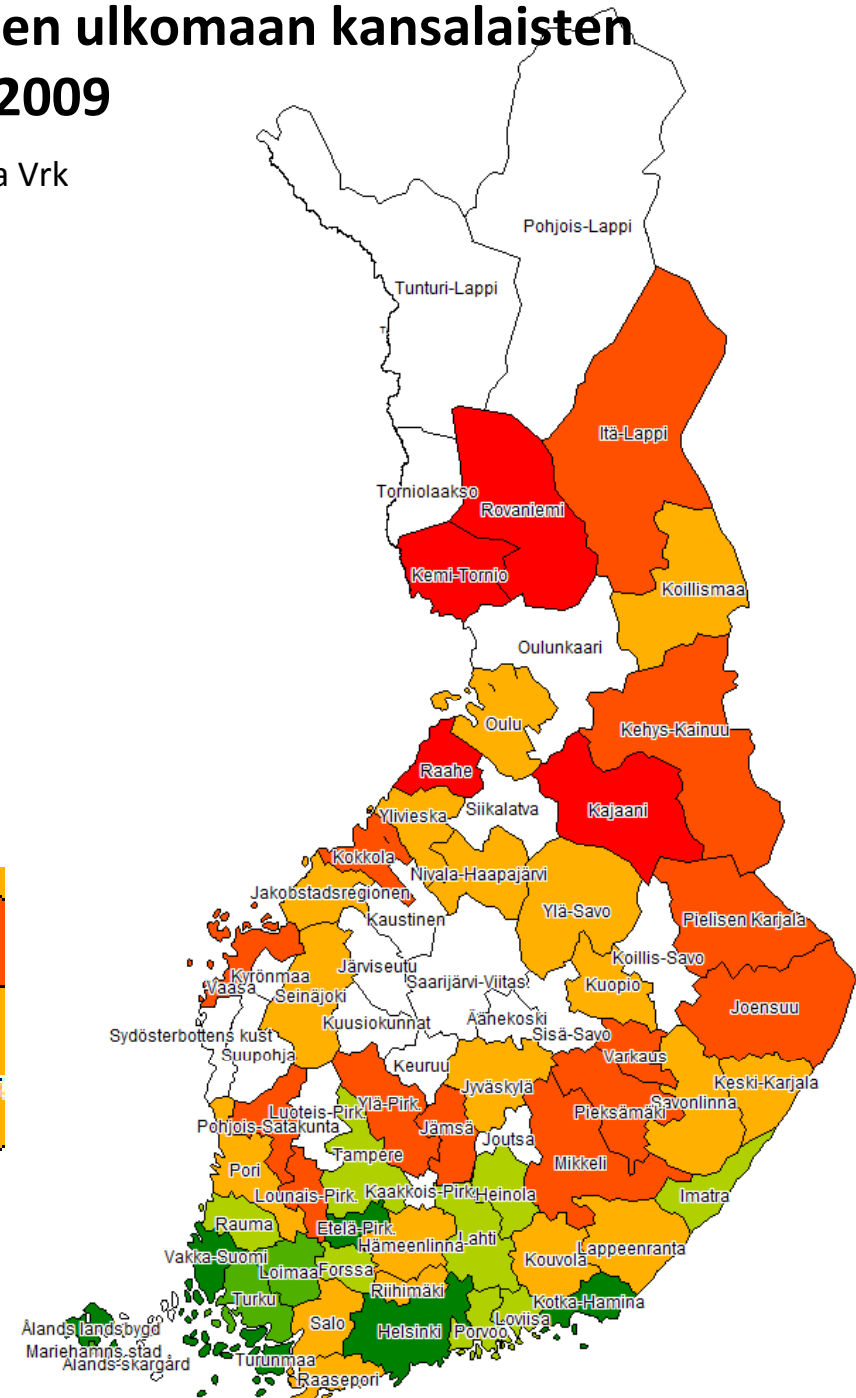 en ulkomaan kansalaisten
2009
a Vrk
Pohjois-Lappi
Tunturi-Lappi
T
Itä-Lappi
Torniolaakso
Rovaniemi
Kemi-Tornio
Koillismaa
Oulunkaari
Oulu
Kehys-Kainuu
Raahe
Siikalatva
Kajaani
Ylivieska
Kokkola
Nivala-Haapajärvi
Jakobstadsregionen
Kaustinen
Ylä-Savo
Pielisen Karjala
Koillis-Savo
Järviseutu
Kyrönmaa
Saarijärvi-Viitas.
Kuopio
Vaasa
Seinäjoki
Joensuu
Kuusiokunnat
Äänekoski
Sydösterbottens kust
Sisä-Savo
Suupohja
Varkaus
Keuruu
Jyväskylä
Keski-Karjala
Ylä-Pirk.
Savonlinna
Luoteis-Pirk.
Pieksämäki
Pohjois-Satakunta
Jämsä
Joutsa
Tampere
Mikkeli
Pori
Lounais-Pirk.
Kaakkois-Pirk.
Heinola
Imatra
Rauma
Etelä-Pirk.
Lahti
Hämeenlinna
Lappeenranta
Vakka-Suomi
Kouvola
Loimaa
Forssa
Riihimäki
Turku
Kotka-Hamina
Loviisa
Salo
Ålands landsbygd
Helsinki
Porvoo
Mariehamns stad
Turunmaa
Ålands skärgård
Raasepori